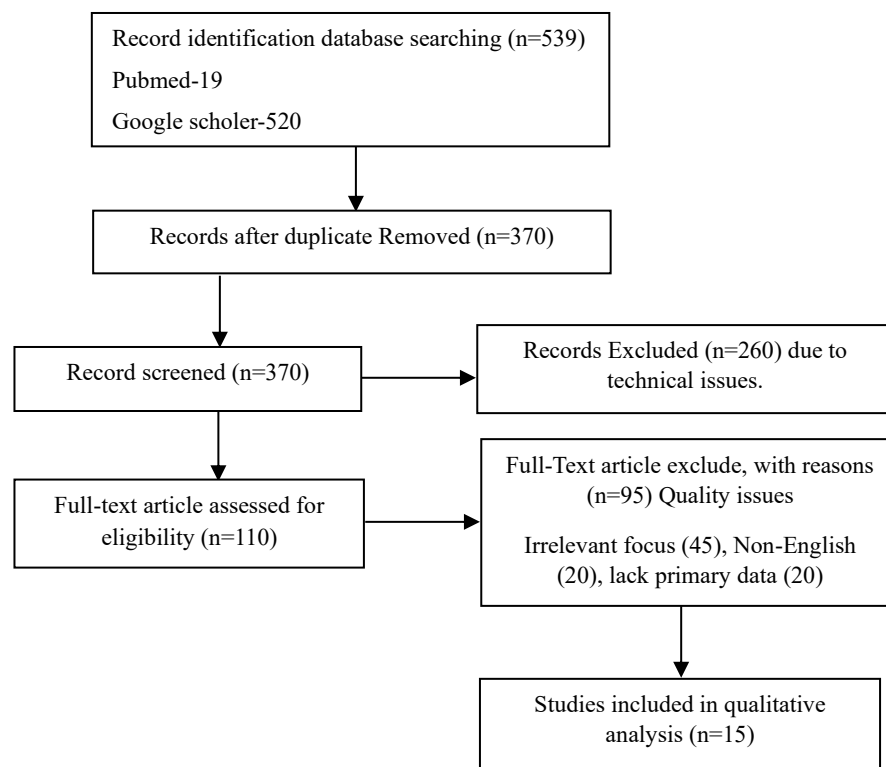 Record identification database searching (n=539)
Pubmed-19
Google scholer-520
Records after duplicate Removed (n=370)
Record screened (n=370)
Records Excluded (n=260) due to
technical issues.
Full-text article assessed for
eligibility (n=110)
Full-Text article exclude, with reasons
(n=95) Quality issues
Irrelevant focus (45), Non-English
(20), lack primary data (20)
Studies included in qualitative
analysis (n=15)